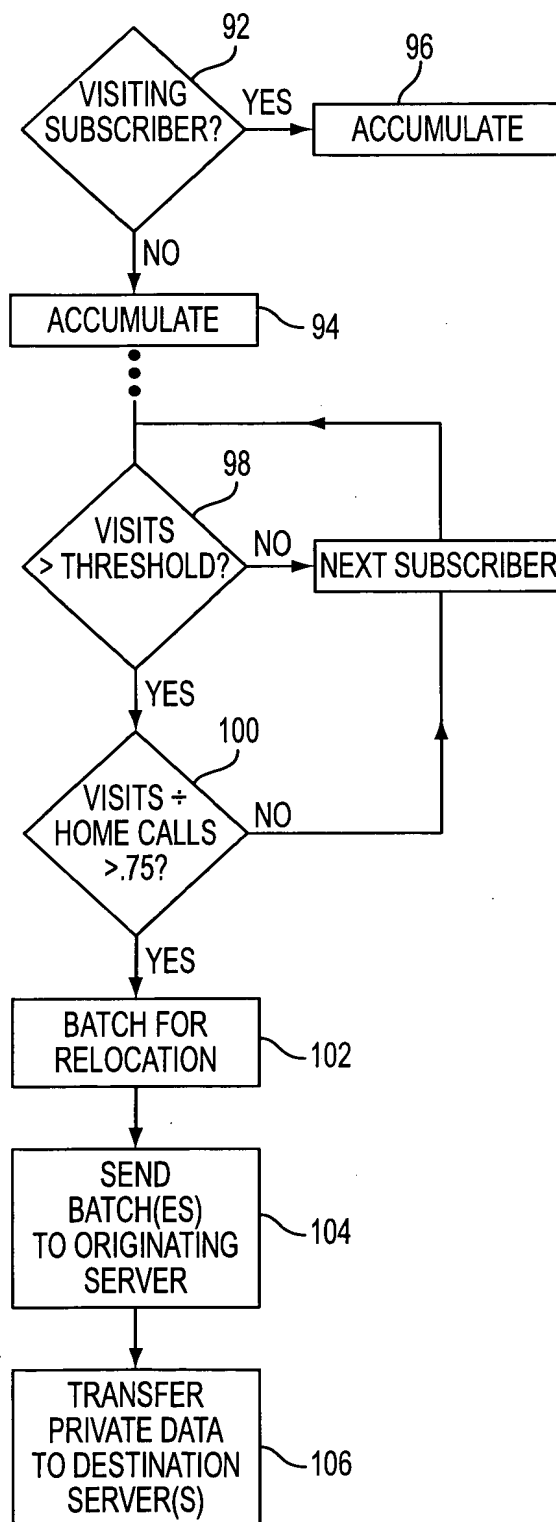 92
VISITING
SUBSCRIBER?
YES
96
ACCUMULATE
NO
ACCUMULATE
94
98
VISITS
> THRESHOLD?
NO
NEXT SUBSCRIBER
YES
100
VISITS ÷
HOME CALLS
>.75?
NO
YES
BATCH FOR
RELOCATION
102
SEND
BATCH(ES)
TO ORIGINATING
SERVER
104
TRANSFER
PRIVATE DATA
TO DESTINATION
SERVER(S)
106